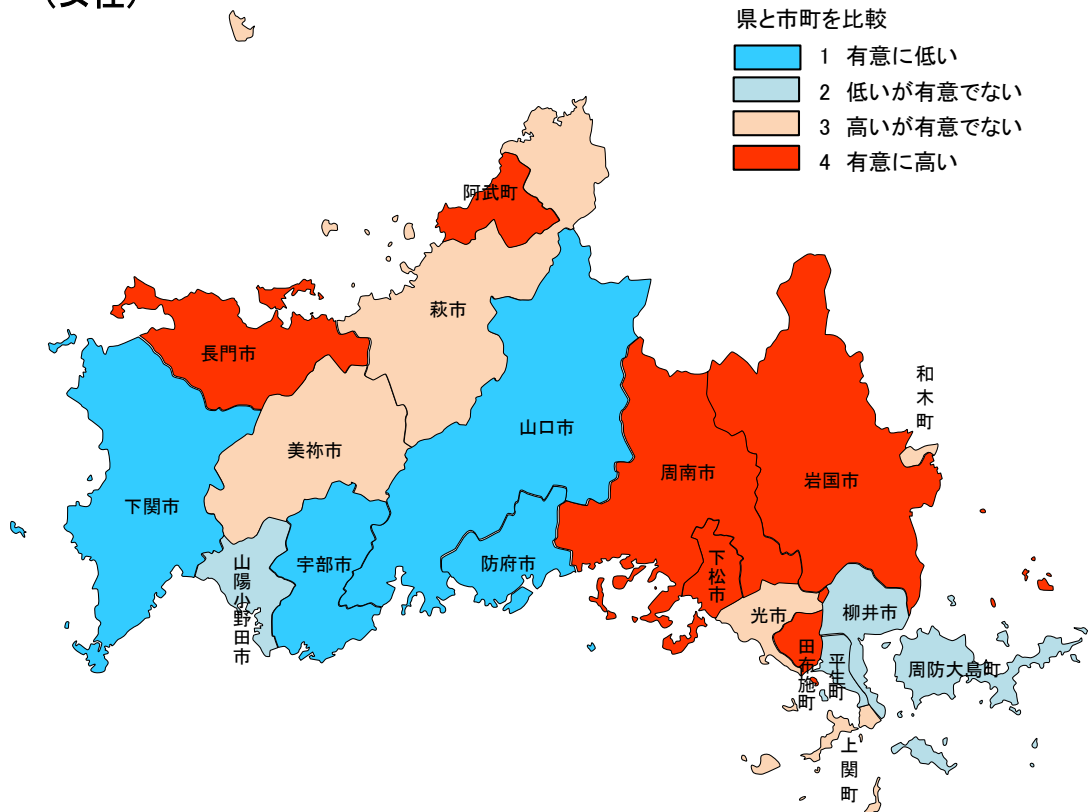 （女性）
県と市町を比較
1 有意に低い
2 低いが有意でない
3 高いが有意でない
4 有意に高い
阿武町
萩市
長門市
和木町
山口市
美祢市
周南市
岩国市
下関市
山陽小野田市
宇部市
防府市
下松市
光市
柳井市
田布施町
平生町
周防大島町
上関町